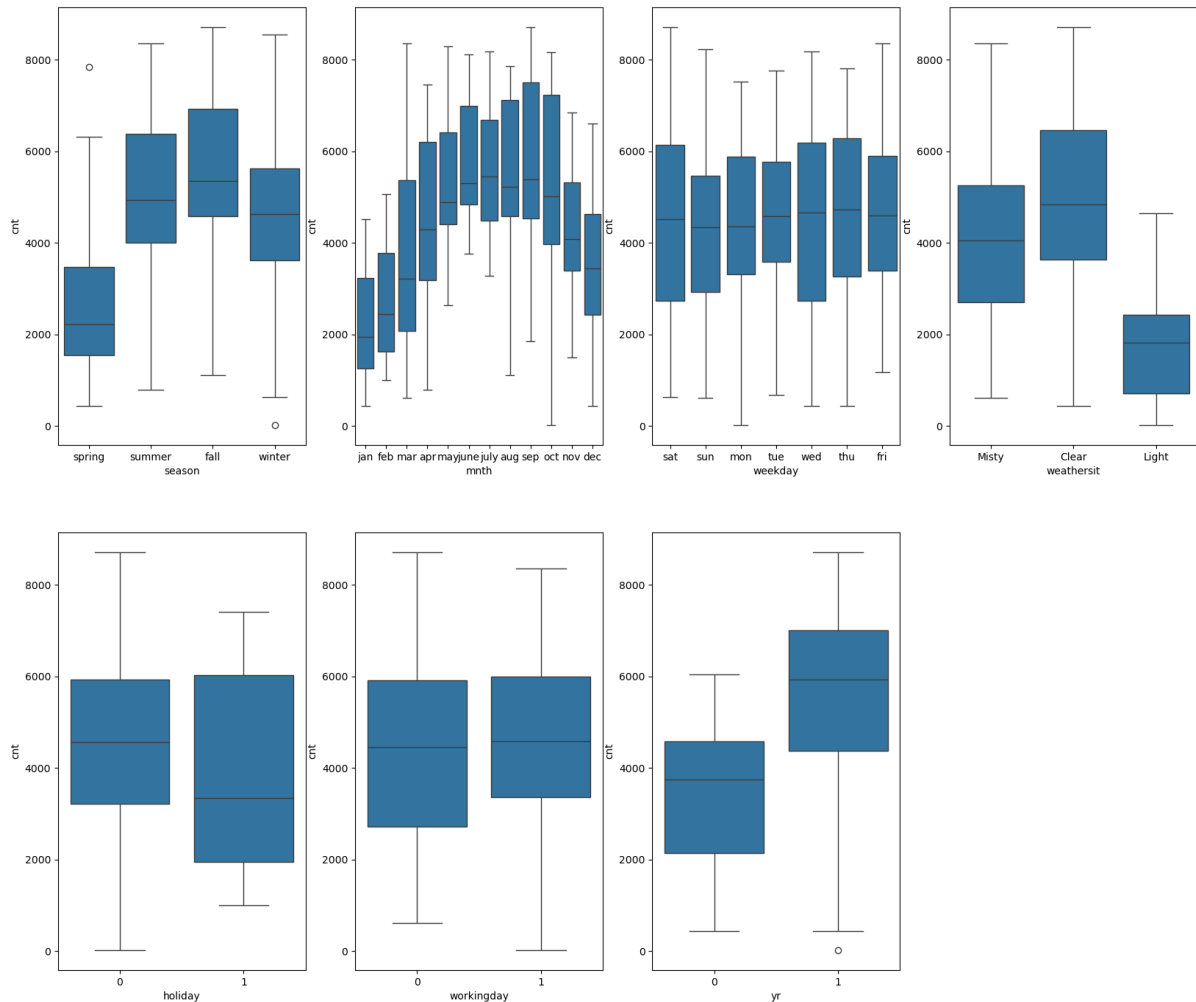 8000
6000
4000
2000
0
cnt
spring summer fall winter
season
8000
6000
4000
2000
0
cnt
jan feb mar apr may june july aug sep oct nov dec
mnth
8000
6000
4000
2000
0
cnt
sat sun mon tue wed thu fri
weekday
8000
6000
4000
2000
0
cnt
Misty Clear Light
weathersit
8000
6000
4000
2000
0
cnt
0 1
holiday
8000
6000
4000
2000
0
cnt
0 1
workingday
8000
6000
4000
2000
0
cnt
0 1
yr